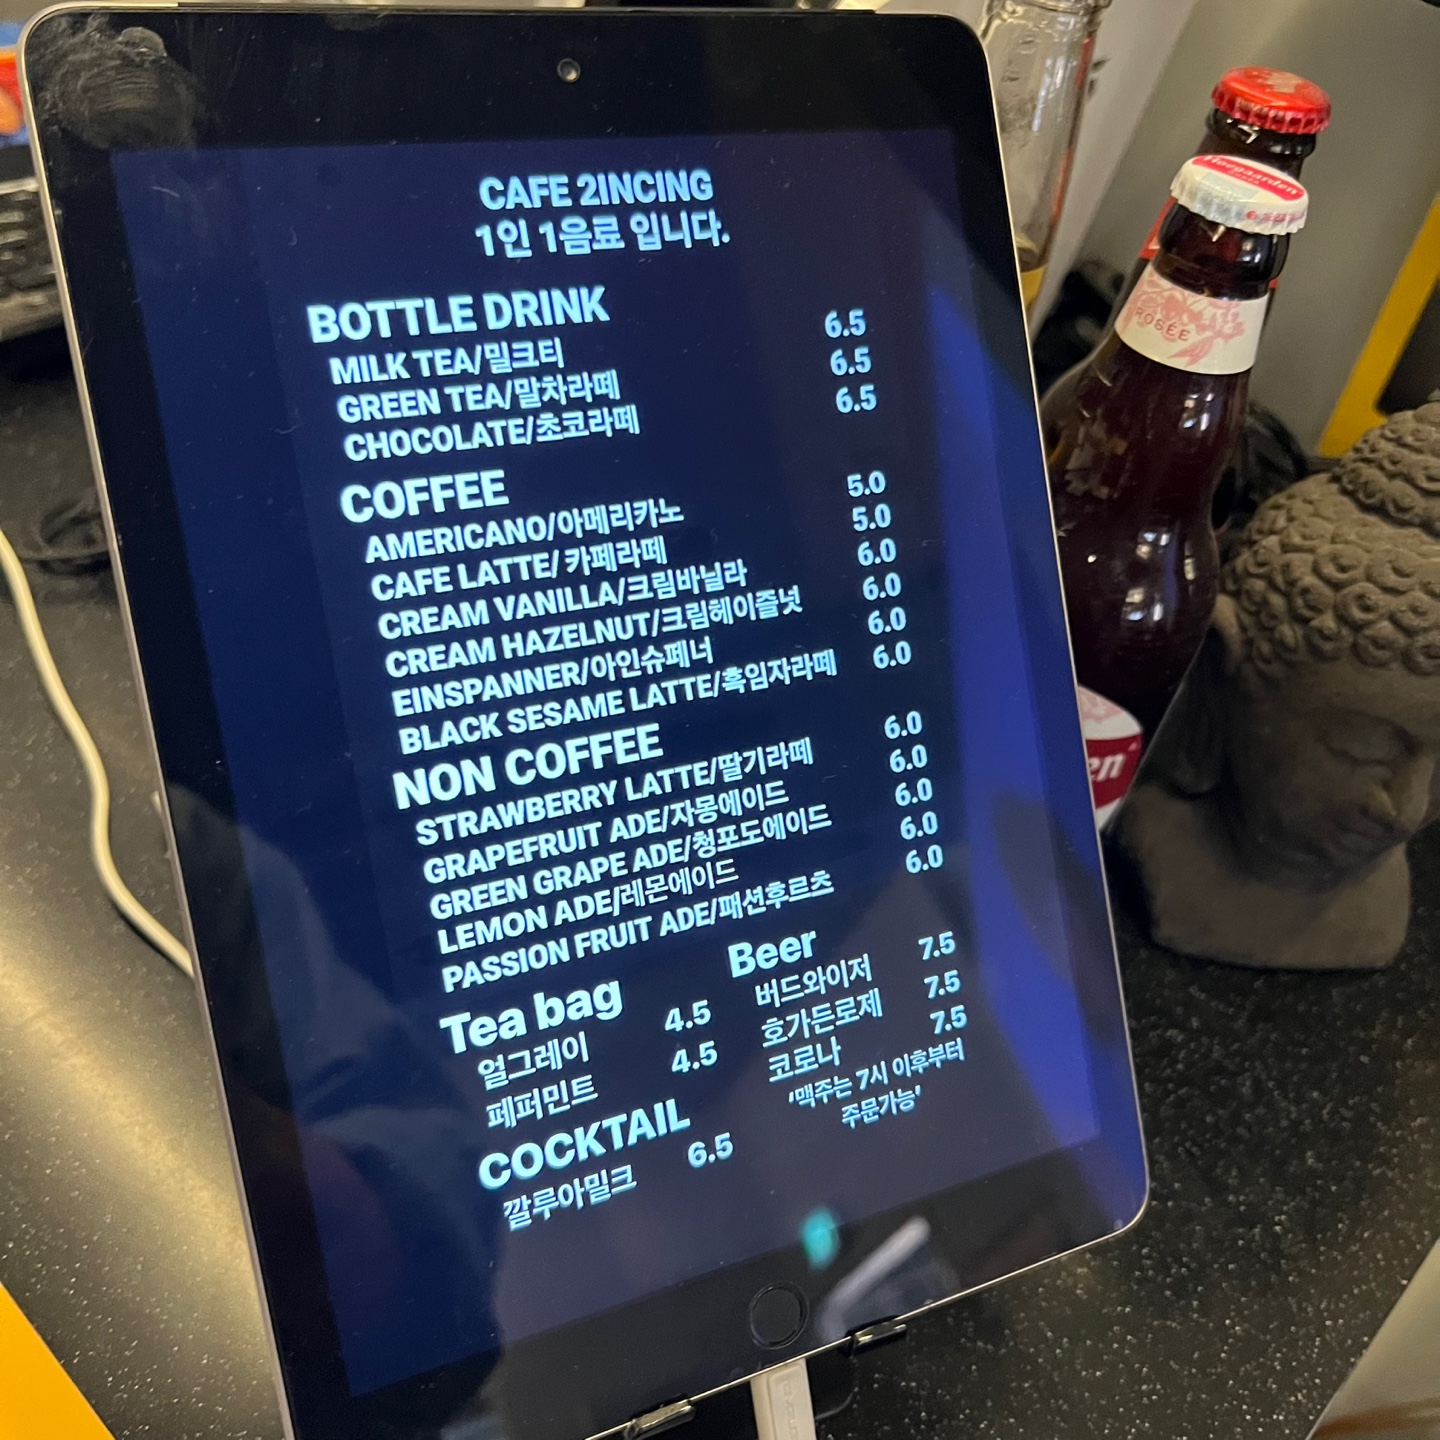 CAFE 2INCING
1인 1음료 입니다.
BOTTLE DRINK
MILK TEA/밀크티 6.5
GREEN TEA/말차라떼 6.5
CHOCOLATE/초코라떼 6.5
COFFEE
AMERICANO/아메리카노 5.0
CAFE LATTE/ 카페라떼 5.0
CREAM VANILLA/크림바닐라 6.0
CREAM HAZELNUT/크림헤이즐넛 6.0
EINSPANNER/아인슈페너 6.0
BLACK SESAME LATTE/흑임자라떼 6.0
NON COFFEE
STRAWBERRY LATTE/딸기라떼 6.0
GRAPEFRUIT ADE/자몽에이드 6.0
GREEN GRAPE ADE/청포도에이드 6.0
LEMON ADE/레몬에이드 6.0
PASSION FRUIT ADE/패션후르츠 6.0
Tea bag
얼그레이 4.5
페퍼민트 4.5
COCKTAIL
깔루아밀크 6.5
Beer
버드와이저 7.5
호가든로제 7.5
코로나 7.5
'맥주는 7시 이후부터
주문가능'
Hoegaarden
ROSÉE
en